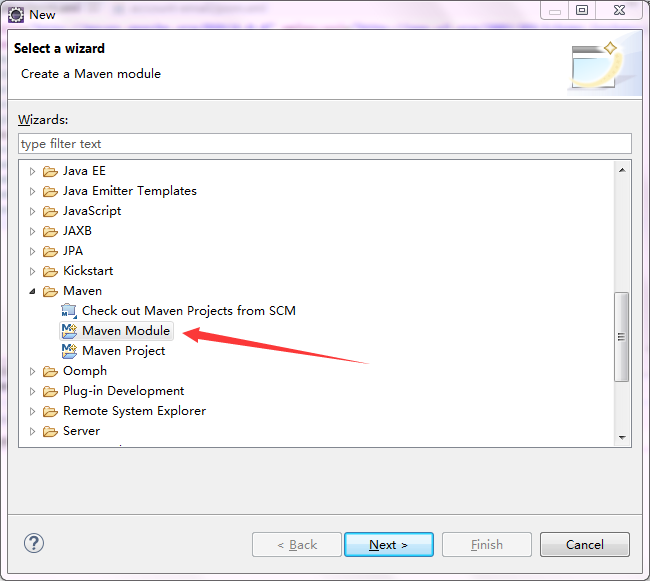 New
Select a wizard
Create a Maven module
Wizards:
type filter text
Java EE
Java Emitter Templates
JavaScript
JAXB
JPA
Kickstart
Maven
Check out Maven Projects from SCM
Maven Module
Maven Project
Oomph
Plug-in Development
Remote System Explorer
Server
< Back
Next >
Finish
Cancel